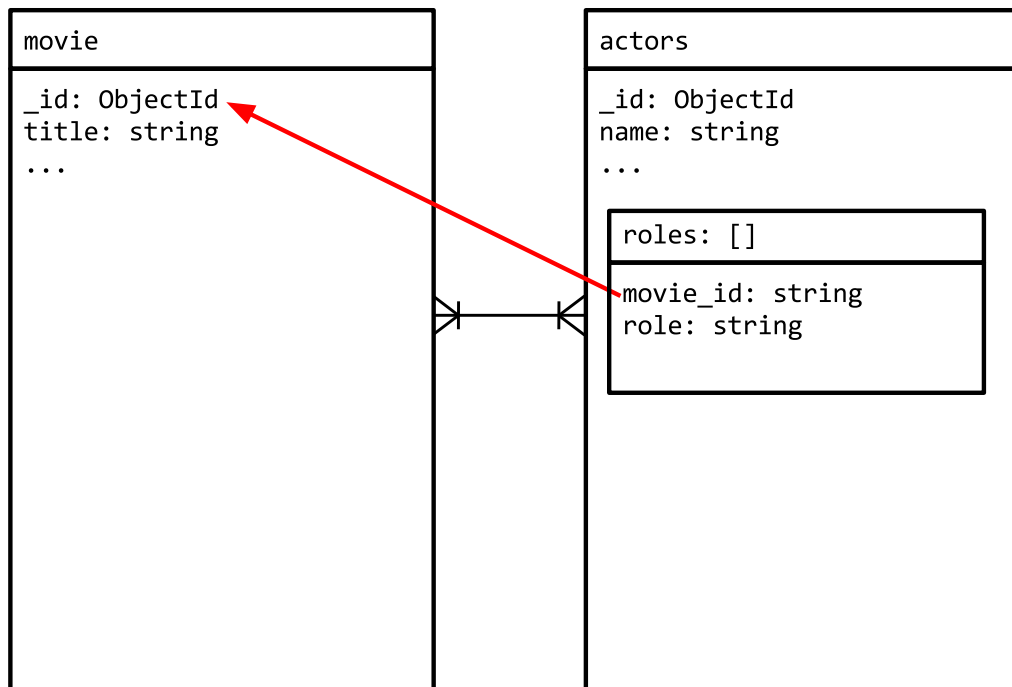 movie
_id: ObjectId
title: string
...
actors
_id: ObjectId
name: string
...
roles: []
movie_id: string
role: string